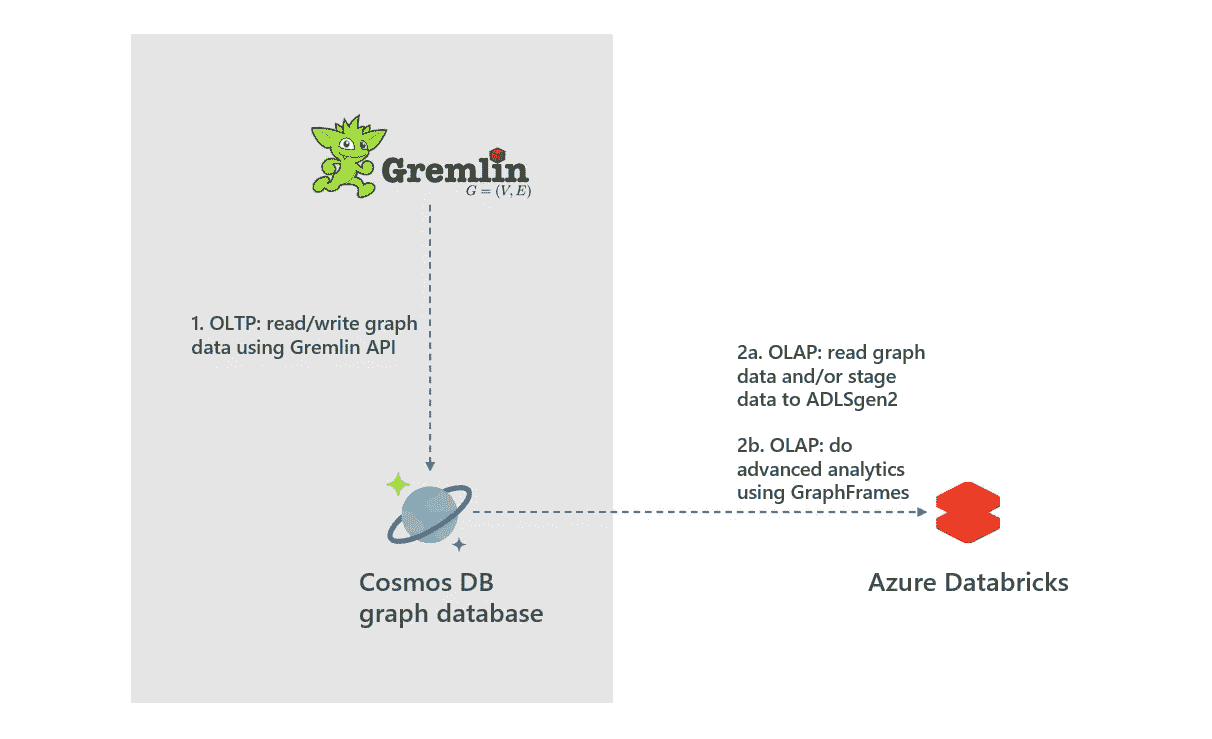 Gremlin
G = (V, E)
1. OLTP: read/write graph
data using Gremlin API
2a. OLAP: read graph
data and/or stage
data to ADLSgen2
2b. OLAP: do
advanced analytics
using GraphFrames
Cosmos DB
graph database
Azure Databricks